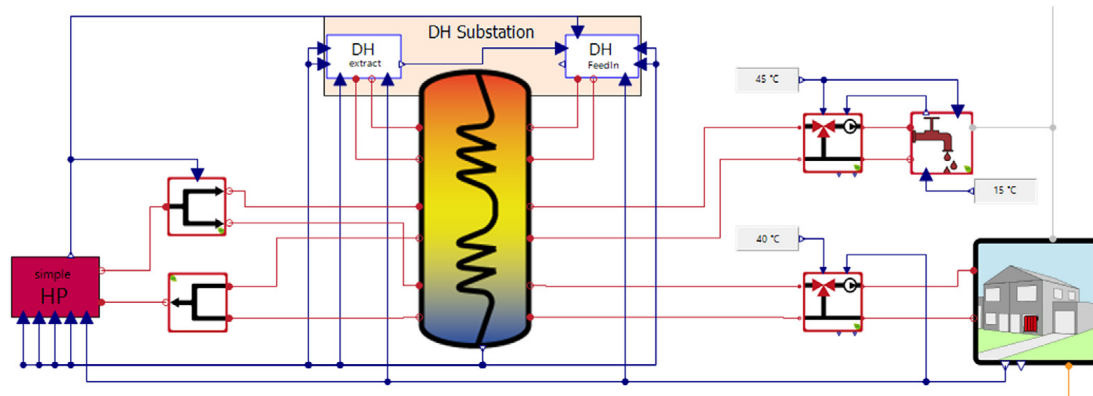 DH Substation
DH
extract
DH
FeedIn
45 °C
15 °C
40 °C
simple
HP